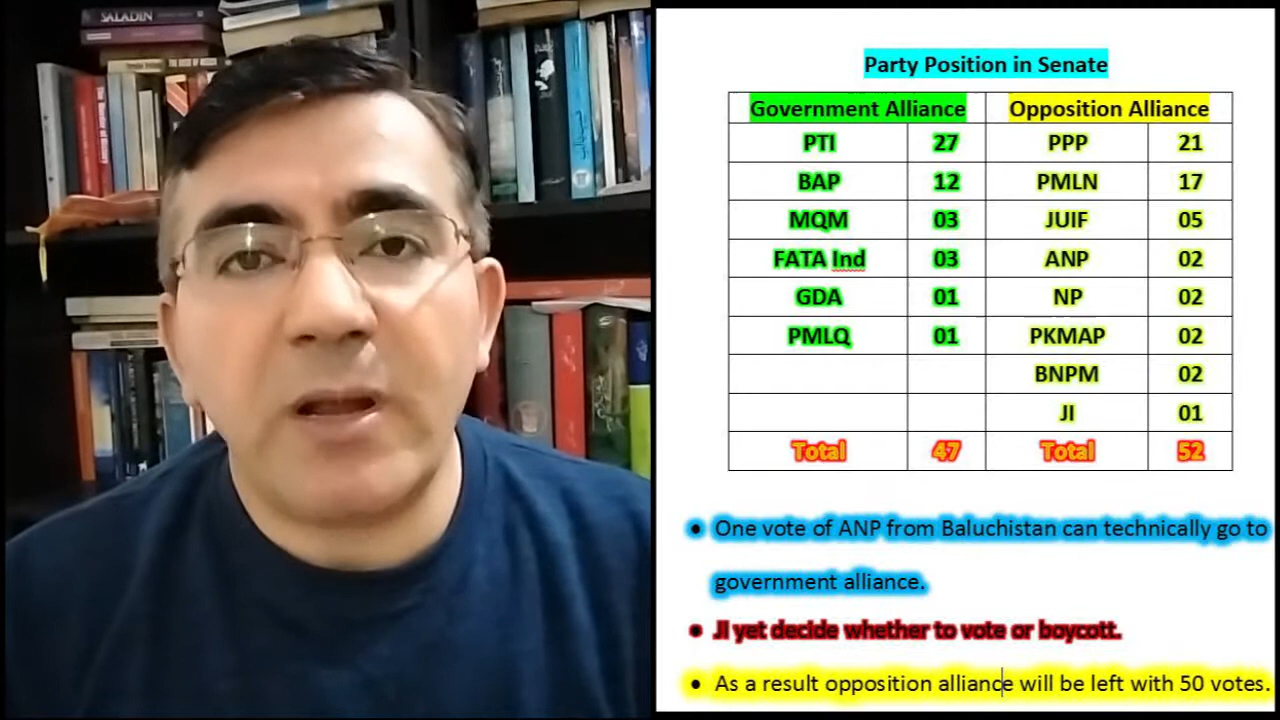 SALADIN
Party Position in Senate
Government Alliance Opposition Alliance
PTI 27 PPP 21
BAP 12 PMLN 17
MQM 03 JUIF 05
FATA Ind 03 ANP 02
GDA 01 NP 02
PMLQ 01 PKMAP 02
BNPM 02
JI 01
Total 47 Total 52
• One vote of ANP from Baluchistan can technically go to
government alliance.
• JI yet decide whether to vote or boycott.
• As a result opposition alliance will be left with 50 votes.